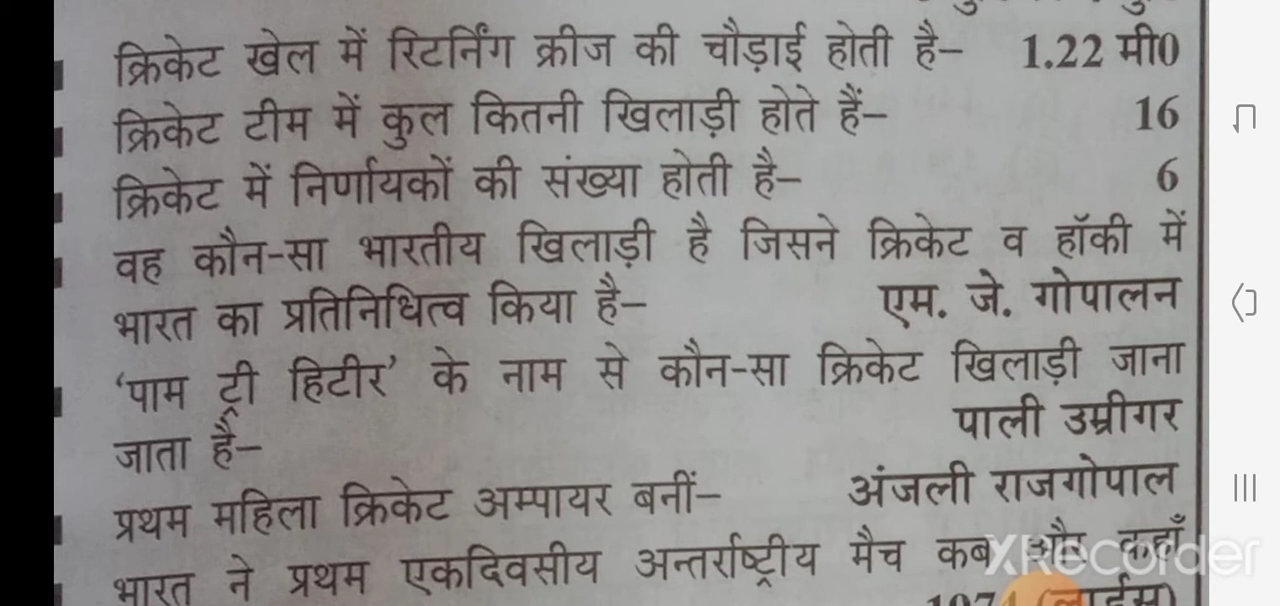 क्रिकेट खेल में रिटर्निंग क्रीज की चौड़ाई होती है– 1.22 मी0
क्रिकेट टीम में कुल कितनी खिलाड़ी होते हैं– 16
क्रिकेट में निर्णायकों की संख्या होती है– 6
वह कौन-सा भारतीय खिलाड़ी है जिसने क्रिकेट व हॉकी में
भारत का प्रतिनिधित्व किया है– एम. जे. गोपालन
‘पाम ट्री हिटीर’ के नाम से कौन-सा क्रिकेट खिलाड़ी जाना
जाता है– पाली उम्रीगर
प्रथम महिला क्रिकेट अम्पायर बनीं– अंजली राजगोपाल
भारत ने प्रथम एकदिवसीय अन्तर्राष्ट्रीय मैच कब और कहाँ
XRecorder